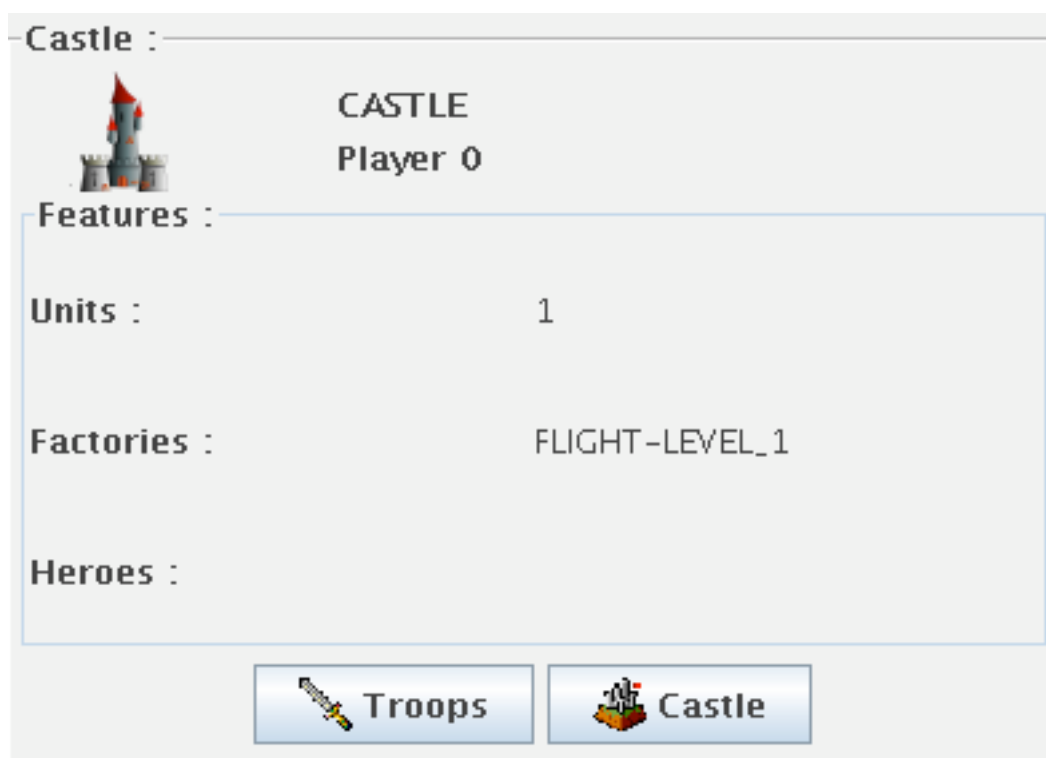 Castle :
CASTLE
Player 0
Features :
Units : 1
Factories : FLIGHT-LEVEL_1
Heroes :
Troops Castle